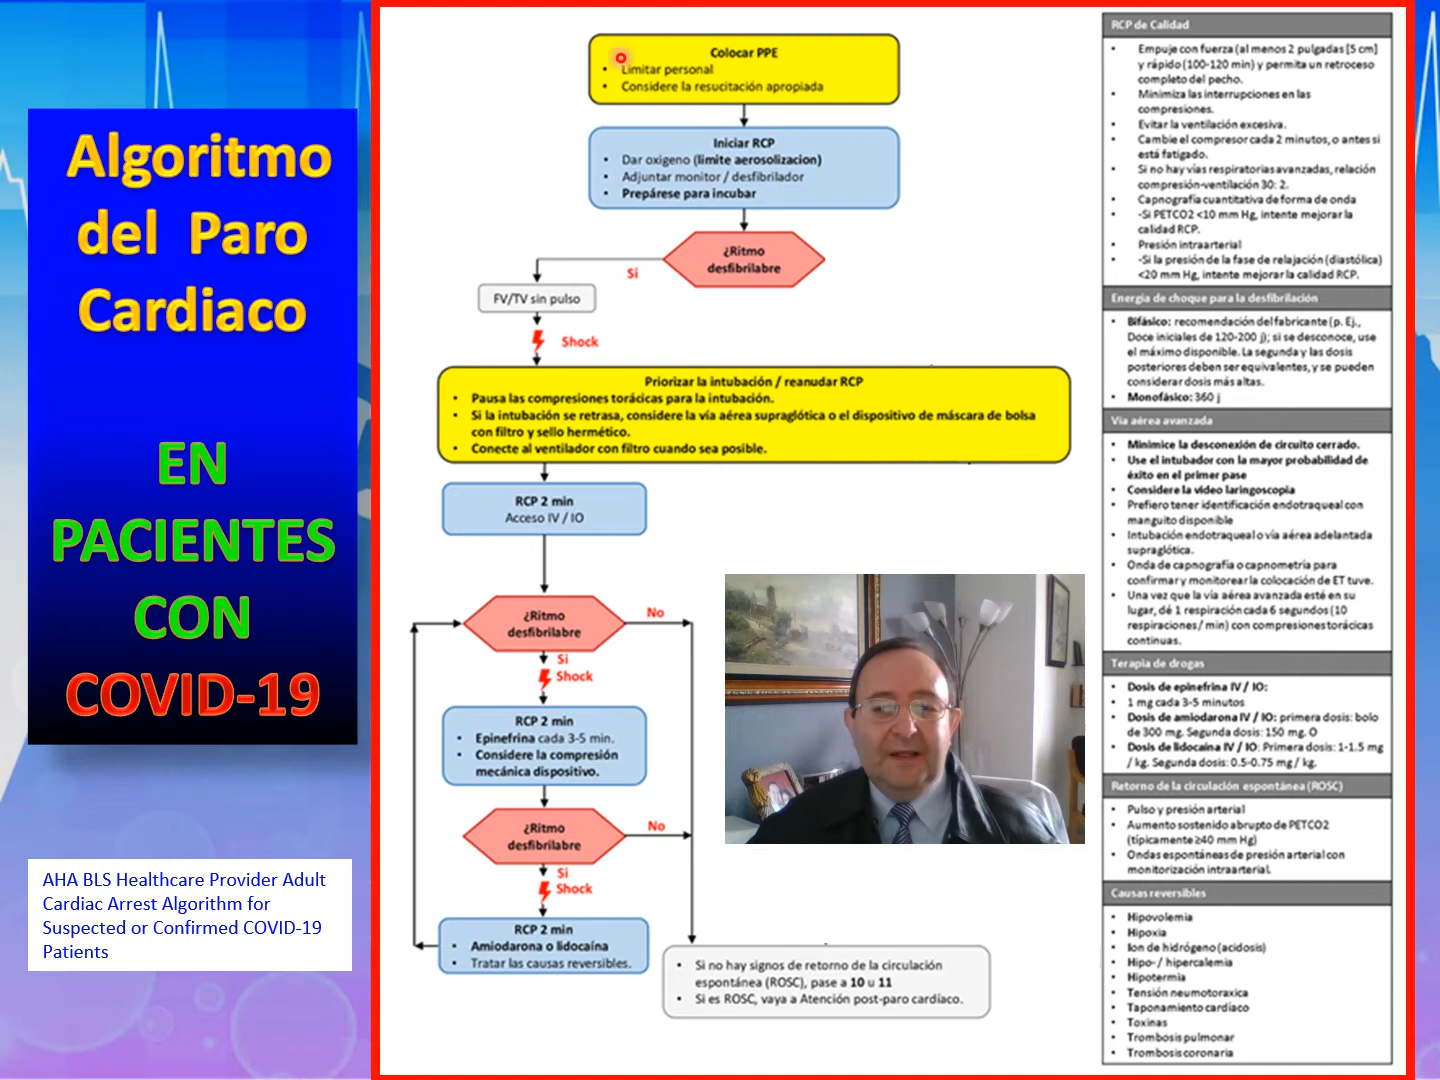 Algoritmo
del Paro
Cardiaco
EN
PACIENTES
CON
COVID-19
AHA BLS Healthcare Provider Adult
Cardiac Arrest Algorithm for
Suspected or Confirmed COVID-19
Patients
Colocar PPE
• Limitar personal
• Considere la resucitación apropiada
Iniciar RCP
• Dar oxigeno (limite aerosolizacion)
• Adjuntar monitor / desfibrilador
• Prepárese para incubar
¿Ritmo
desfibrilabre
Si
FV/TV sin pulso
Shock
Priorizar la intubación / reanudar RCP
• Pausa las compresiones torácicas para la intubación.
• Si la intubación se retrasa, considere la vía aérea supraglótica o el dispositivo de máscara de bolsa
con filtro y sello hermético.
• Conecte al ventilador con filtro cuando sea posible.
RCP 2 min
Acceso IV / IO
¿Ritmo
desfibrilabre
No
Si
Shock
RCP 2 min
• Epinefrina cada 3-5 min.
• Considere la compresión
mecánica dispositivo.
¿Ritmo
desfibrilabre
No
Si
Shock
RCP 2 min
• Amiodarona o lidocaína
• Tratar las causas reversibles.
• Si no hay signos de retorno de la circulación
espontánea (ROSC), pase a 10 u 11
• Si es ROSC, vaya a Atención post-paro cardíaco.
RCP de Calidad
• Empuje con fuerza (al menos 2 pulgadas [5 cm]
y rápido (100-120 min) y permita un retroceso
completo del pecho.
• Minimiza las interrupciones en las
compresiones.
• Evitar la ventilación excesiva.
• Cambie el compresor cada 2 minutos, o antes si
está fatigado.
• Si no hay vías respiratorias avanzadas, relación
compresión-ventilación 30: 2.
• Capnografía cuantitativa de forma de onda
• -Si PETCO2 <10 mm Hg, intente mejorar la
calidad RCP.
• Presión intraarterial
• -Si la presión de la fase de relajación (diastólica)
<20 mm Hg, intente mejorar la calidad RCP.
Energia de choque para la desfibrilación
• Bifásico: recomendación del fabricante (p. Ej.,
Doce iniciales de 120-200 j); si se desconoce, use
el máximo disponible. La segunda y las dosis
posteriores deben ser equivalentes, y se pueden
considerar dosis más altas.
• Monofásico: 360 j
Via aérea avanzada
• Minimice la desconexión de circuito cerrado.
• Use el intubador con la mayor probabilidad de
éxito en el primer pase
• Considere la video laringoscopia
• Prefiero tener identificación endotraqueal con
manguito disponible
• Intubación endotraqueal o vía aérea adelantada
supraglótica.
• Onda de capnografía o capnometría para
confirmar y monitorear la colocación de ET tuve.
• Una vez que la vía aérea avanzada esté en su
lugar, dé 1 respiración cada 6 segundos (10
respiraciones / min) con compresiones torácicas
continuas.
Terapia de drogas
• Dosis de epinefrina IV / IO:
• 1 mg cada 3-5 minutos
• Dosis de amiodarona IV / IO: primera dosis: bolo
de 300 mg. Segunda dosis: 150 mg. O
• Dosis de lidocaína IV / IO: Primera dosis: 1-1.5 mg
/ kg. Segunda dosis: 0.5-0.75 mg / kg.
Retorno de la circulación espontánea (ROSC)
• Pulso y presión arterial
• Aumento sostenido abrupto de PETCO2
(típicamente ≥40 mm Hg)
• Ondas espontáneas de presión arterial con
monitorización intraarterial.
Causas reversibles
• Hipovolemia
• Hipoxia
• Ion de hidrógeno (acidosis)
• Hipo- / hipercalemia
• Hipotermia
• Tensión neumotoraxica
• Taponamiento cardíaco
• Toxinas
• Trombosis pulmonar
• Trombosis coronaria